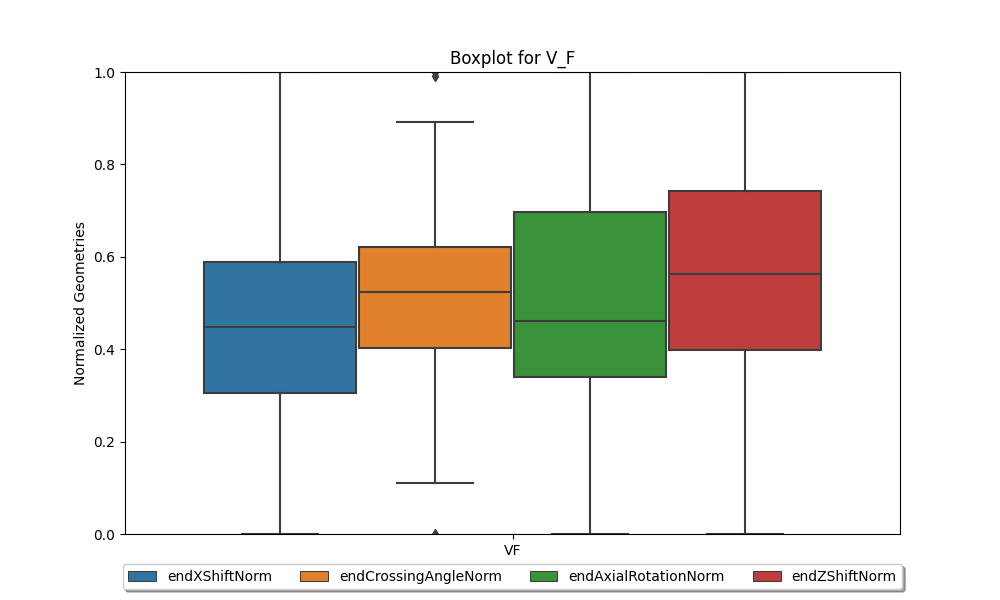 Boxplot for V_F
1.0
0.8
0.6
0.4
0.2
0.0
Normalized Geometries
VF
endXShiftNorm endCrossingAngleNorm endAxialRotationNorm endZShiftNorm